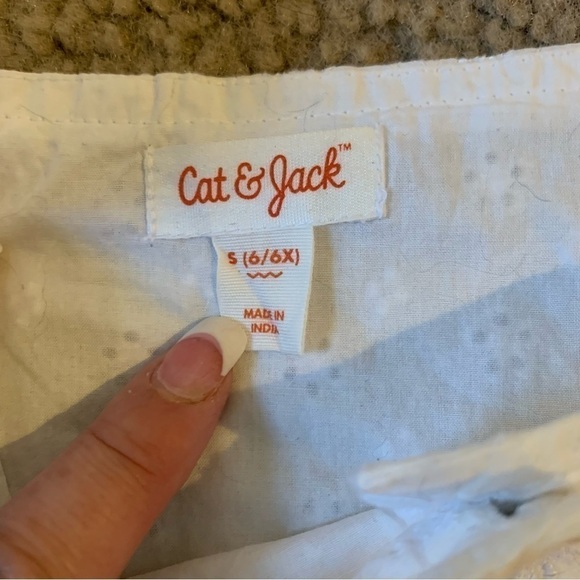 Cat & Jack™
S (6/6X)
MADE IN
INDIA